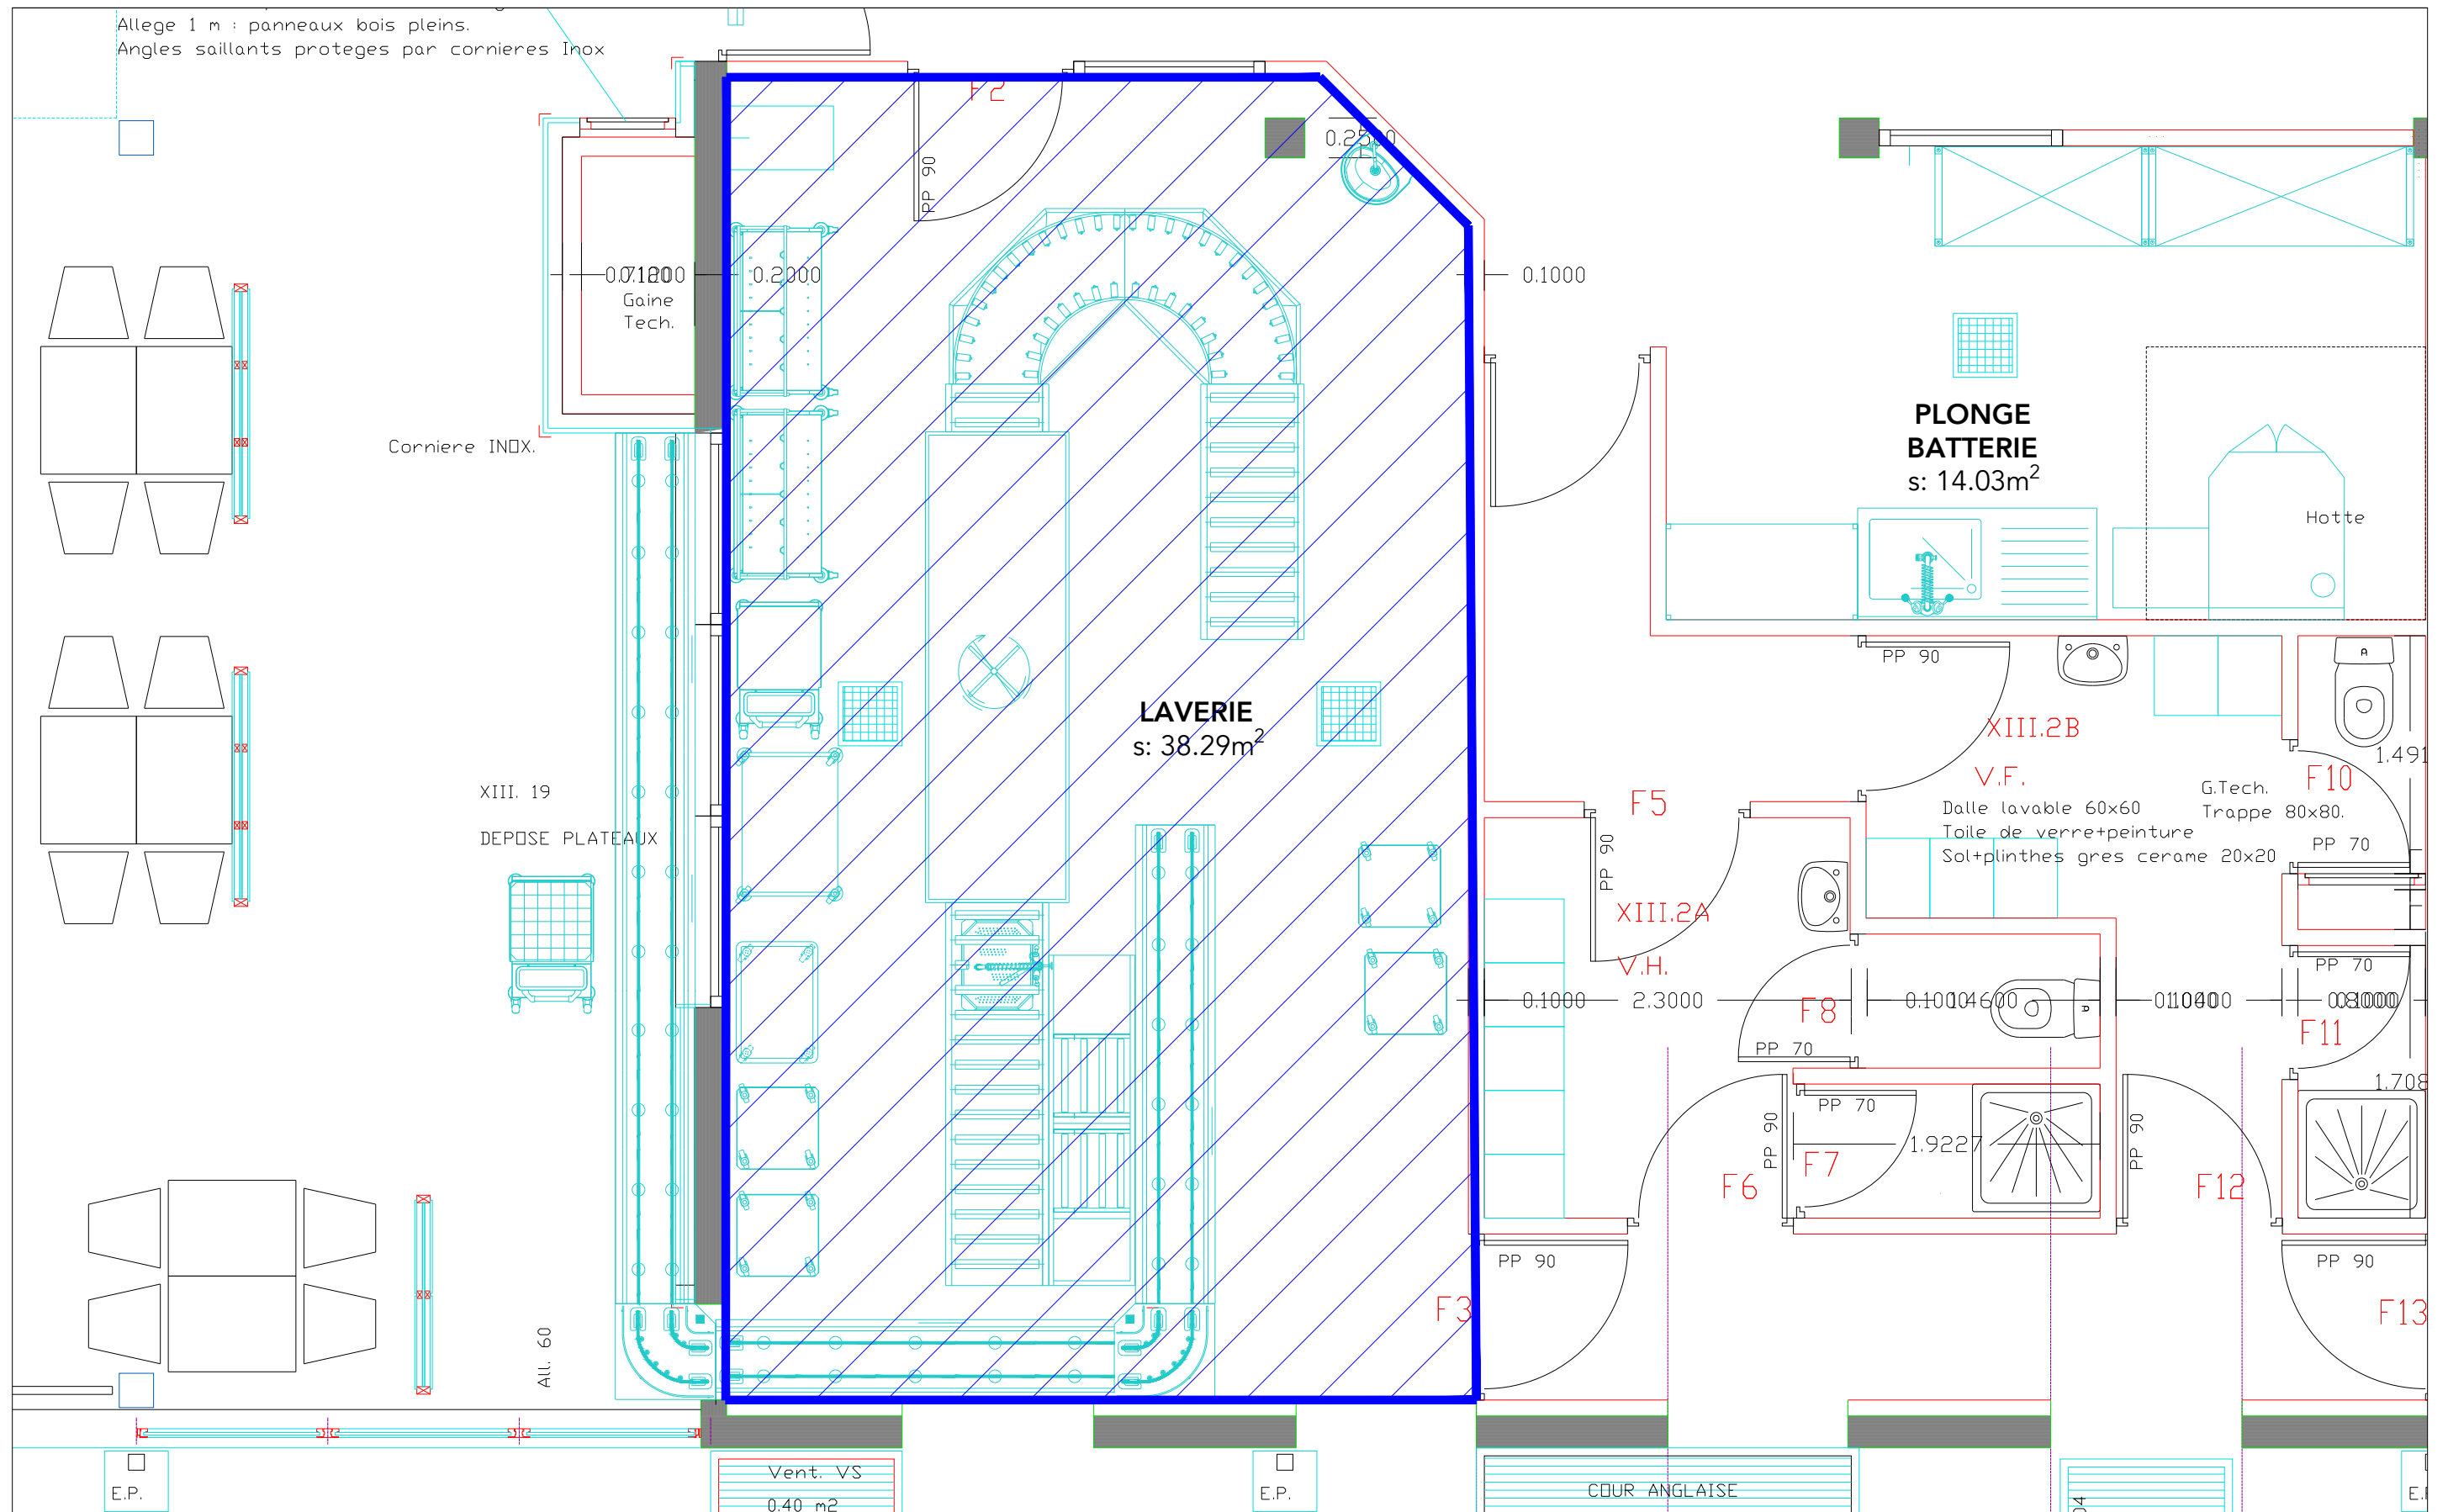 Allege 1 m : panneaux bois pleins.
Angles saillants proteges par cornieres Inox
F2
0.2500
PP 90
0.2000
0.1000
Gaine
Tech.
Corniere INOX.
PLONGE
BATTERIE
s: 14.03m²
Hotte
LAVERIE
s: 38.29m²
PP 90
A
XIII.2B
V.F.
1.491
F10
G.Tech.
Trappe 80x80.
Dalle lavable 60x60
Toile de verre+peinture
Sol+plinthes gres cerame 20x20
PP 70
XIII. 19
DEPOSE PLATEAUX
F5
PP 90
XIII.2A
V.H.
PP 70
0.1000
2.3000
F8
0.1000
1.4600
A
F11
PP 70
1.708
PP 70
PP 90
1.9227
PP 90
F6
F7
F12
PP 90
PP 90
F3
F13
All. 60
Vent. VS
0.40 m2
E.P.
E.P.
COUR ANGLAISE
04